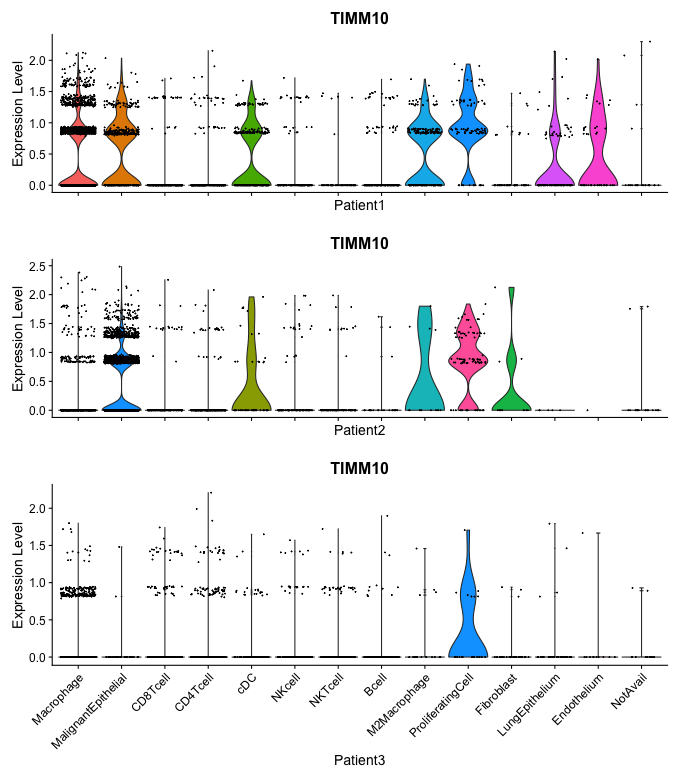 TIMM10
Expression Level
2.0
1.5
1.0
0.5
0.0
Patient1
TIMM10
Expression Level
2.5
2.0
1.5
1.0
0.5
0.0
Patient2
TIMM10
Expression Level
2.0
1.5
1.0
0.5
0.0
Macrophage
MalignantEpithelial
CD8Tcell
CD4Tcell
cDC
NKcell
NKTcell
Bcell
M2Macrophage
ProliferatingCell
Fibroblast
LungEpithelium
Endothelium
NotAvail
Patient3